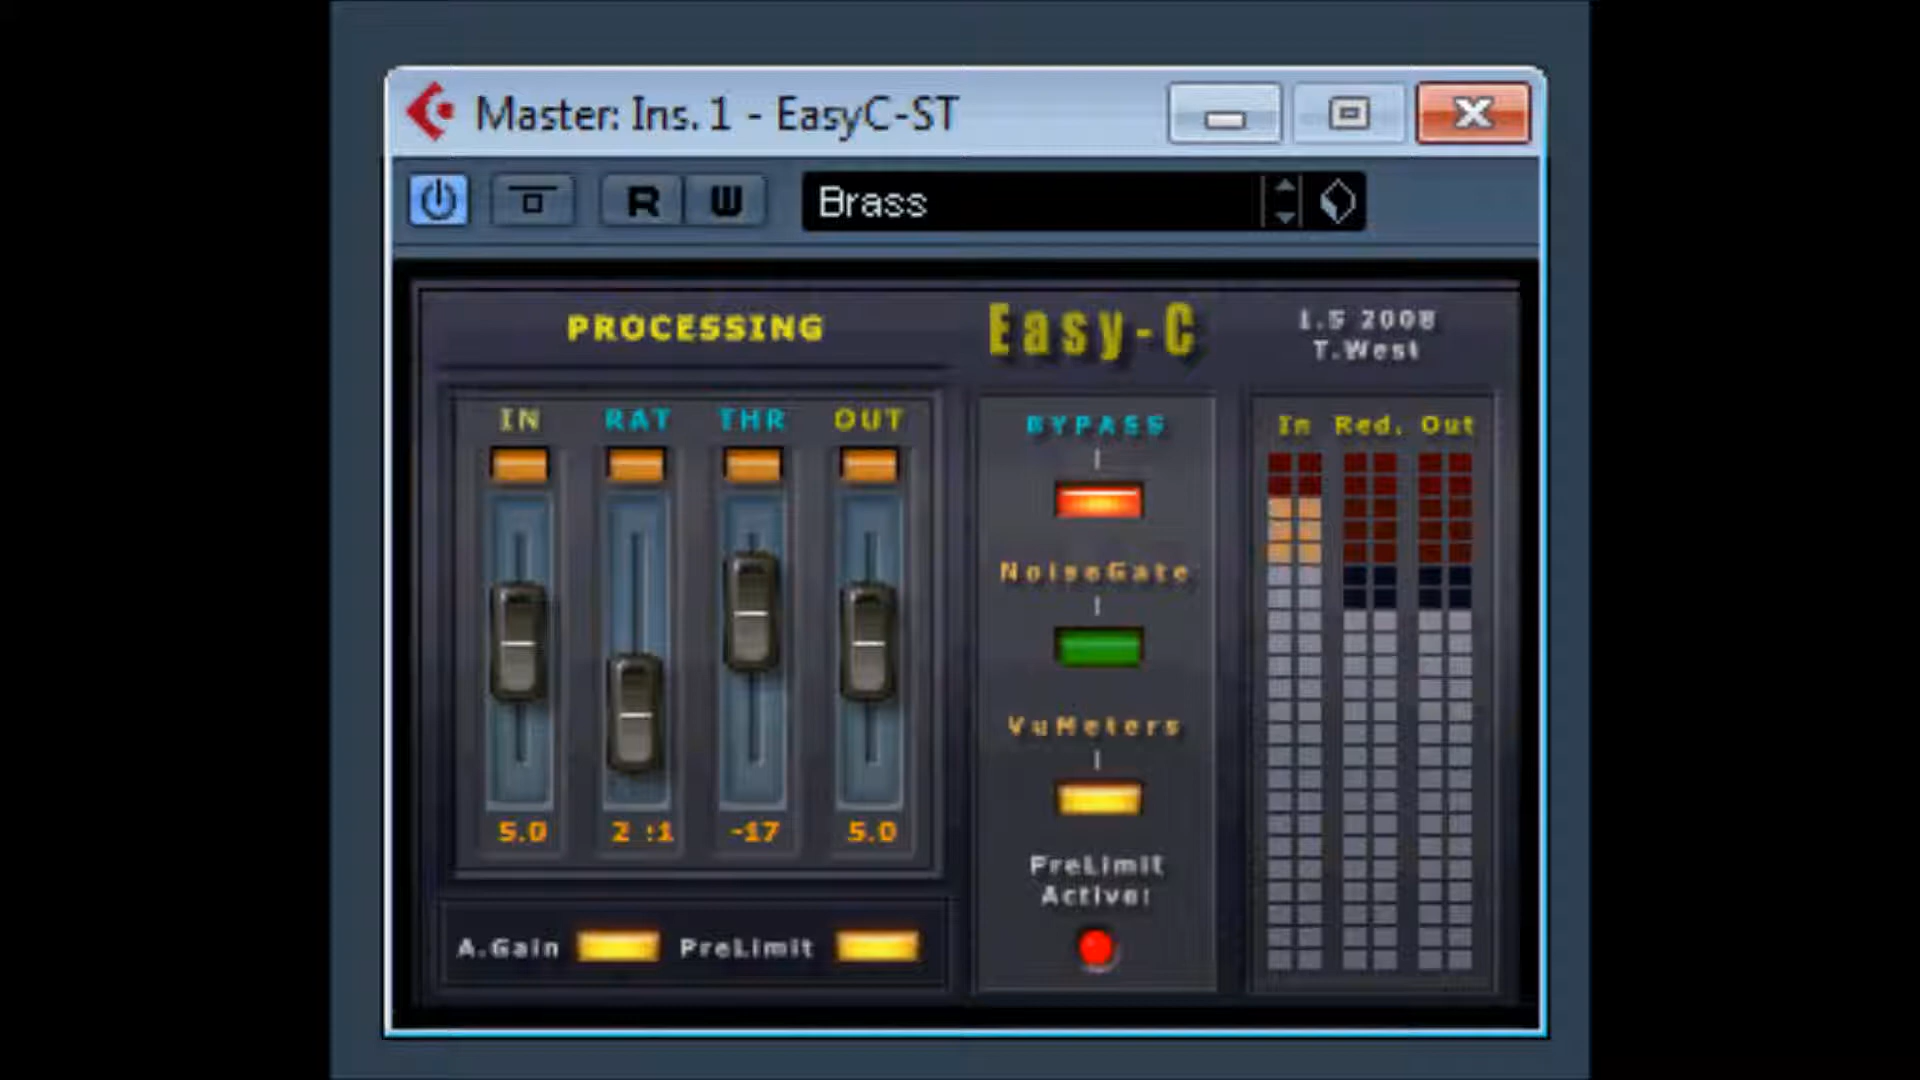 Master: Ins. 1 - EasyC-ST
R W Brass
PROCESSING
Easy-C
1.5 2008
T.West
IN RAT THR OUT
5.0 2 :1 -17 5.0
A.Gain PreLimit
BYPASS
NoiseGate
VuMeters
PreLimit
Active:
In Red. Out